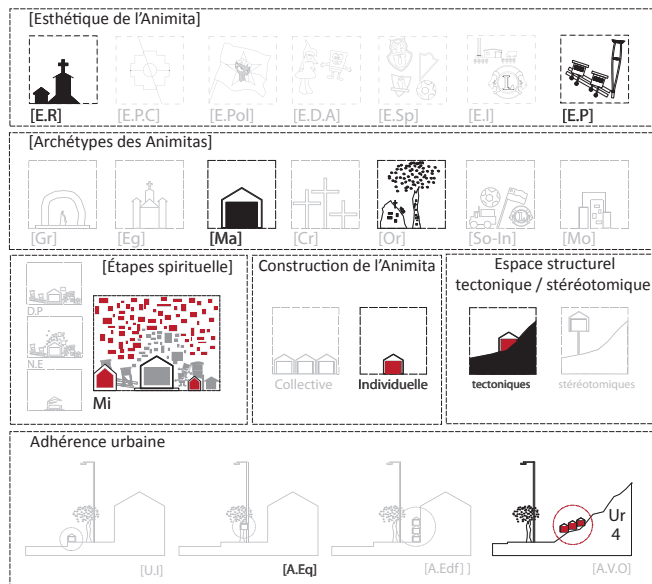 [Esthétique de l'Animita]
[E.R]
[E.P.C]
[E.Pol]
[E.D.A]
[E.Sp]
[E.I]
[E.P]
L
[Archétypes des Animitas]
[Gr]
[Eg]
[Ma]
[Cr]
[Or]
[So-In]
[Mo]
[Étapes spirituelle]
D.P
N.E
Mi
Construction de l'Animita
Collective
Individuelle
Espace structurel
tectonique / stéréotomique
tectoniques
stéréotomiques
Adhérence urbaine
[U.I]
[A.Eq]
[A.Edf] ]
Ur
4
[A.V.O]